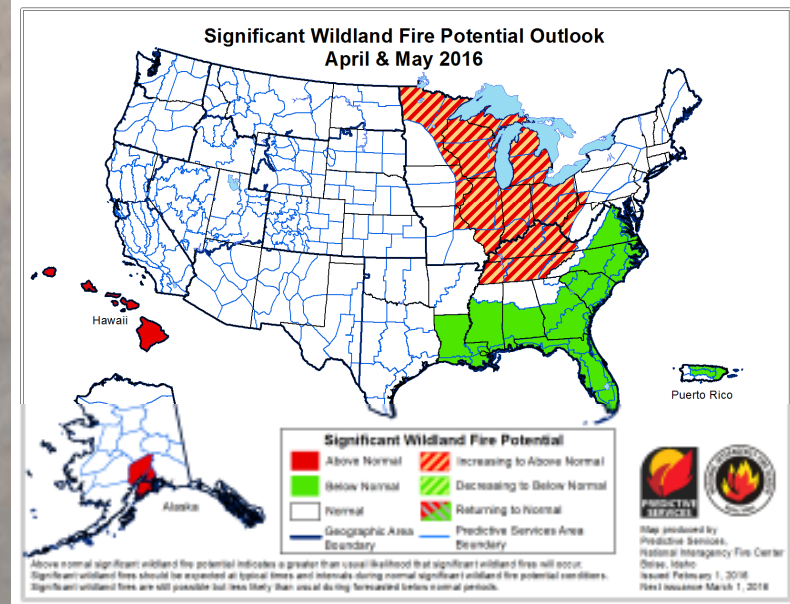 Significant Wildland Fire Potential Outlook
April & May 2016
Hawaii
Puerto Rico
Alaska
Significant Wildland Fire Potential
Above Normal
Increasing to Above Normal
Below Normal
Decreasing to Below Normal
Normal
Returning to Normal
Geographic Area
Boundary
Predictive Services Area
Boundary
PREDICTIVE
SERVICES
Map produced by
Predictive Services,
National Interagency Fire Center
Boise, Idaho
Issued February 1, 2016
Next issuance March 1, 2016
Above normal significant wildland fire potential indicates a greater than usual likelihood that significant wildland fires will occur.
Significant wildland fires should be expected at typical times and intervals during normal significant wildland fire potential conditions.
Significant wildland fires are still possible but less likely than usual during forecasted below normal periods.